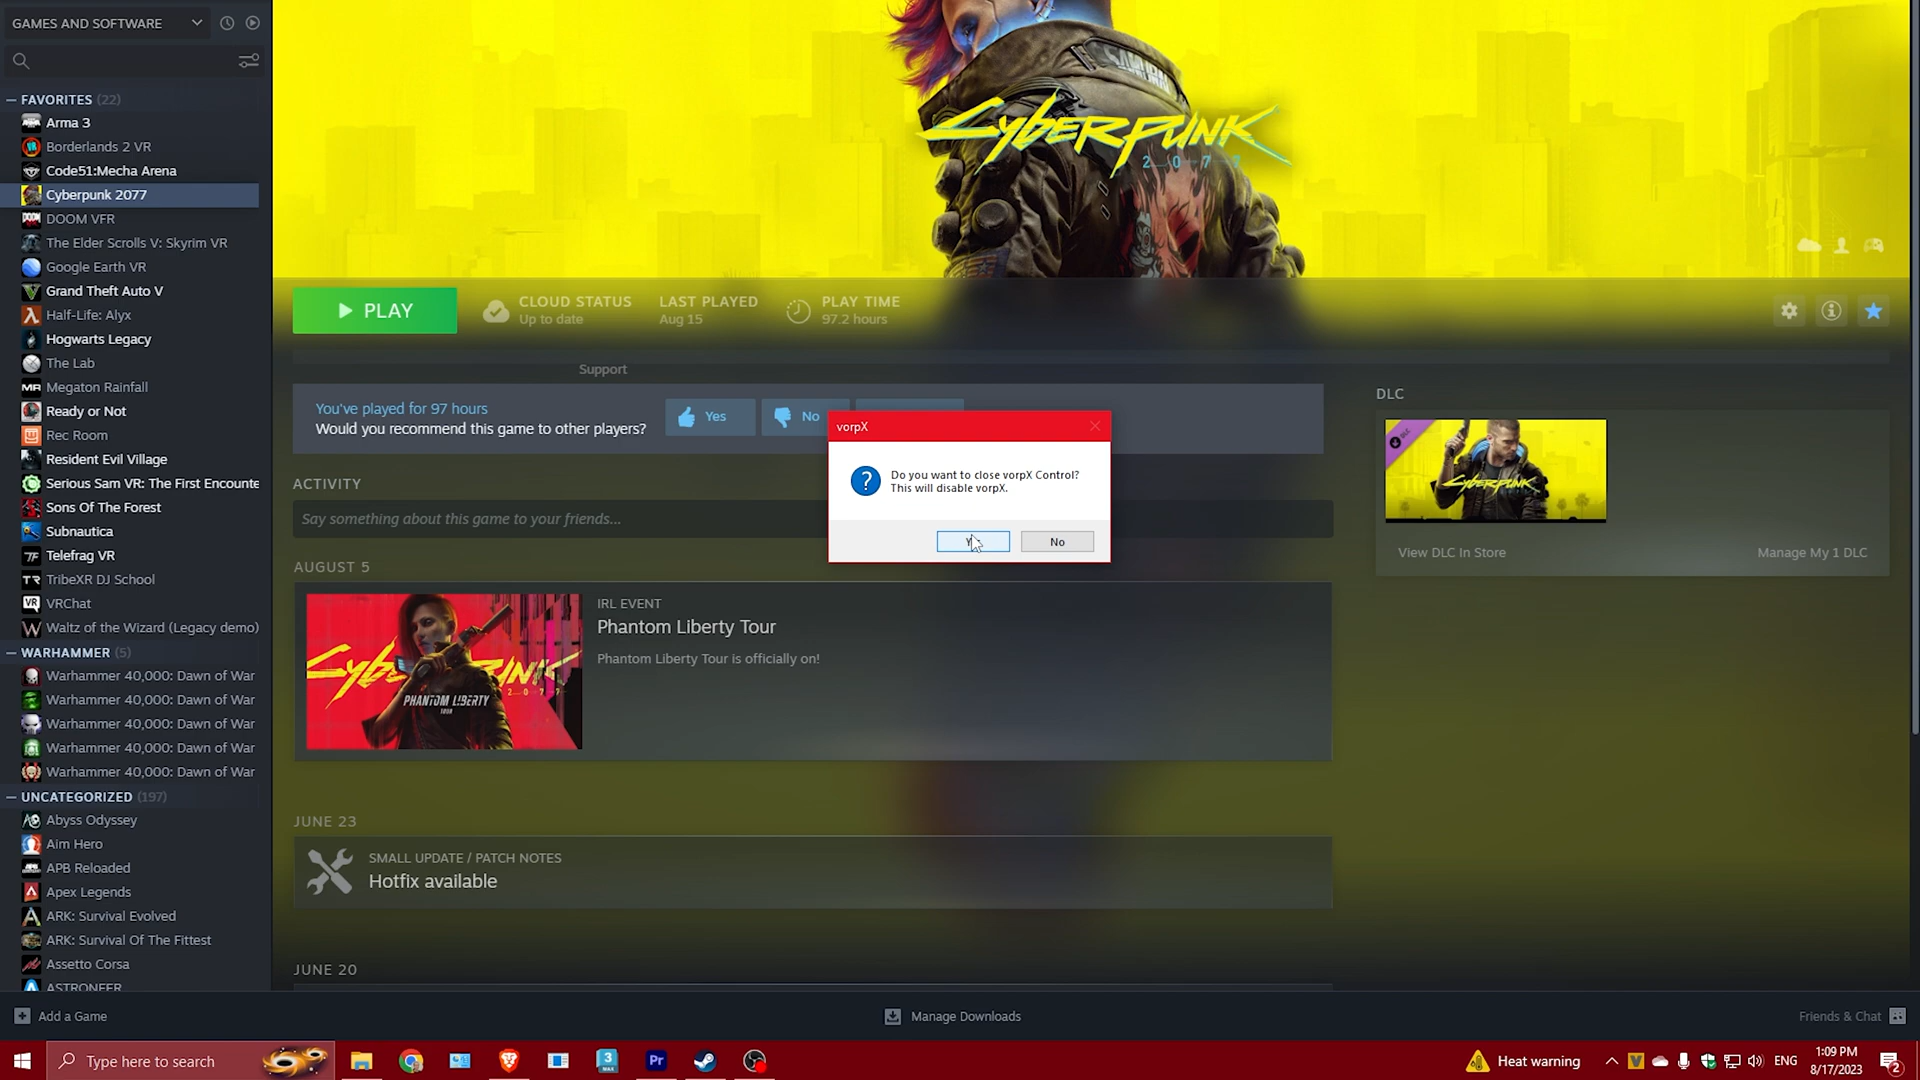 GAMES AND SOFTWARE
FAVORITES (22)
Arma 3
Borderlands 2 VR
Code51:Mecha Arena
Cyberpunk 2077
DOOM VFR
The Elder Scrolls V: Skyrim VR
Google Earth VR
Grand Theft Auto V
Half-Life: Alyx
Hogwarts Legacy
The Lab
Megaton Rainfall
Ready or Not
Rec Room
Resident Evil Village
Serious Sam VR: The First Encounte
Sons Of The Forest
Subnautica
Telefrag VR
TribeXR DJ School
VRChat
Waltz of the Wizard (Legacy demo)
WARHAMMER (5)
Warhammer 40,000: Dawn of War
Warhammer 40,000: Dawn of War
Warhammer 40,000: Dawn of War
Warhammer 40,000: Dawn of War
Warhammer 40,000: Dawn of War
UNCATEGORIZED (197)
Abyss Odyssey
Aim Hero
APB Reloaded
Apex Legends
ARK: Survival Evolved
ARK: Survival Of The Fittest
Assetto Corsa
ASTRONEER
Add a Game
SAMURAI
CYBERPUNK
2077
PLAY
CLOUD STATUS
Up to date
LAST PLAYED
Aug 15
PLAY TIME
97.2 hours
Support
You've played for 97 hours
Would you recommend this game to other players?
Yes
No
vorpX
Do you want to close vorpX Control?
This will disable vorpX.
No
ACTIVITY
Say something about this game to your friends...
AUGUST 5
CYBERPUNK
2077
PHANTOM LIBERTY
TOUR
IRL EVENT
Phantom Liberty Tour
Phantom Liberty Tour is officially on!
JUNE 23
SMALL UPDATE / PATCH NOTES
Hotfix available
JUNE 20
DLC
DLC
CYBERPUNK
View DLC In Store
Manage My 1 DLC
Manage Downloads
Friends & Chat
Type here to search
3
MAX
Pr
Heat warning
ENG
1:09 PM
8/17/2023
2